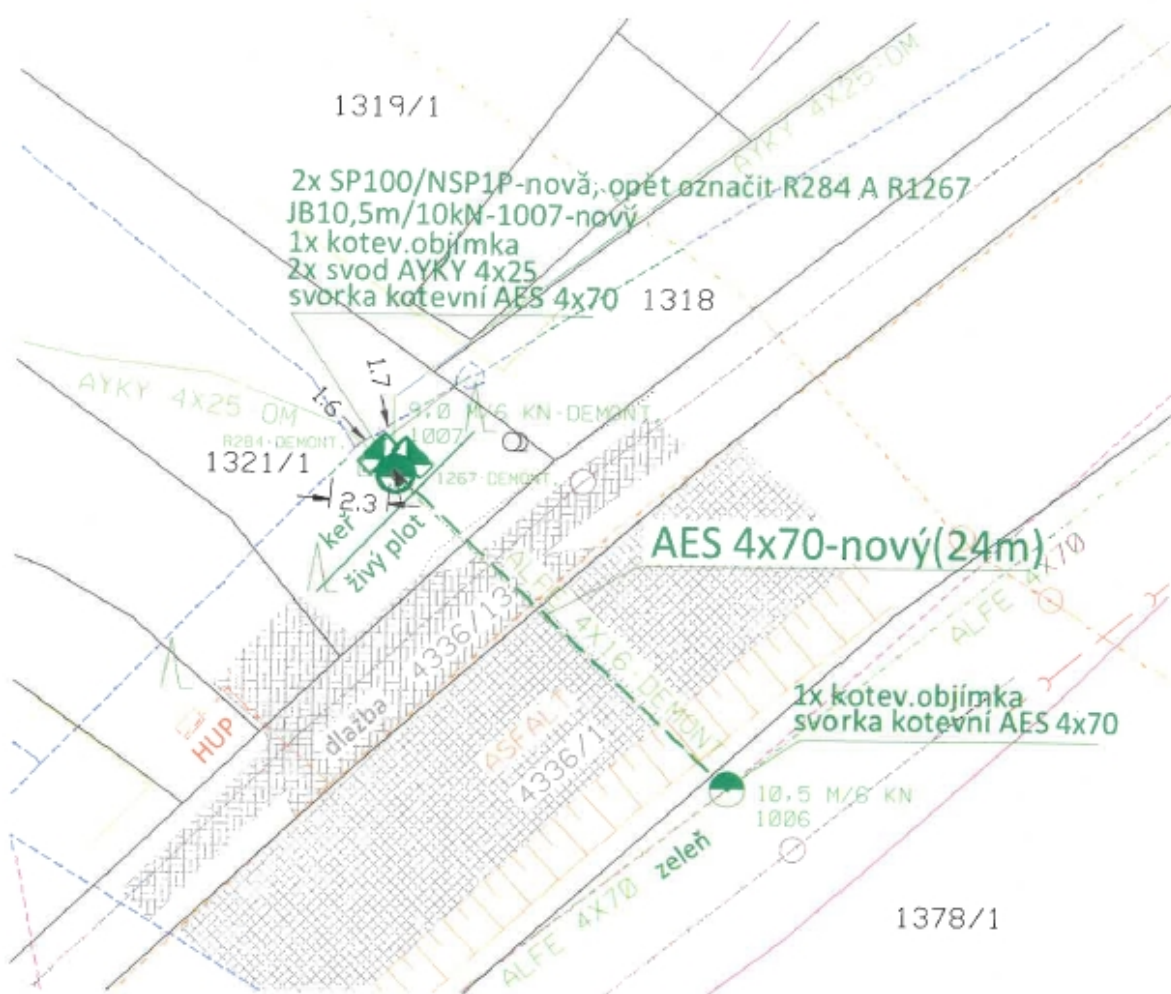 1319/1
AYKY 4X25 OM
2x SP100/NSP1P-nová; opět označit R284 A R1267
JB10,5m/10kN-1007-nový
1x kotev.objímka
2x svod AYKY 4x25
svorka kotevní AES 4x70
1318
1.7
1.6
AYKY 4X25 OM
9,0 M/6 KN-DEMONT.
1007
R284-DEMONT.
1321/1
1267-DEMONT.
2.3
keř
živý plot
AES 4x70-nový(24m)
ALFE 4X16-DEMONT
ALFE 4X70
4336/13
dlažba
HUP
ASFALT
4336/1
1x kotev.objímka
svorka kotevní AES 4x70
10,5 M/6 KN
1006
zeleň
ALFE 4X70
1378/1